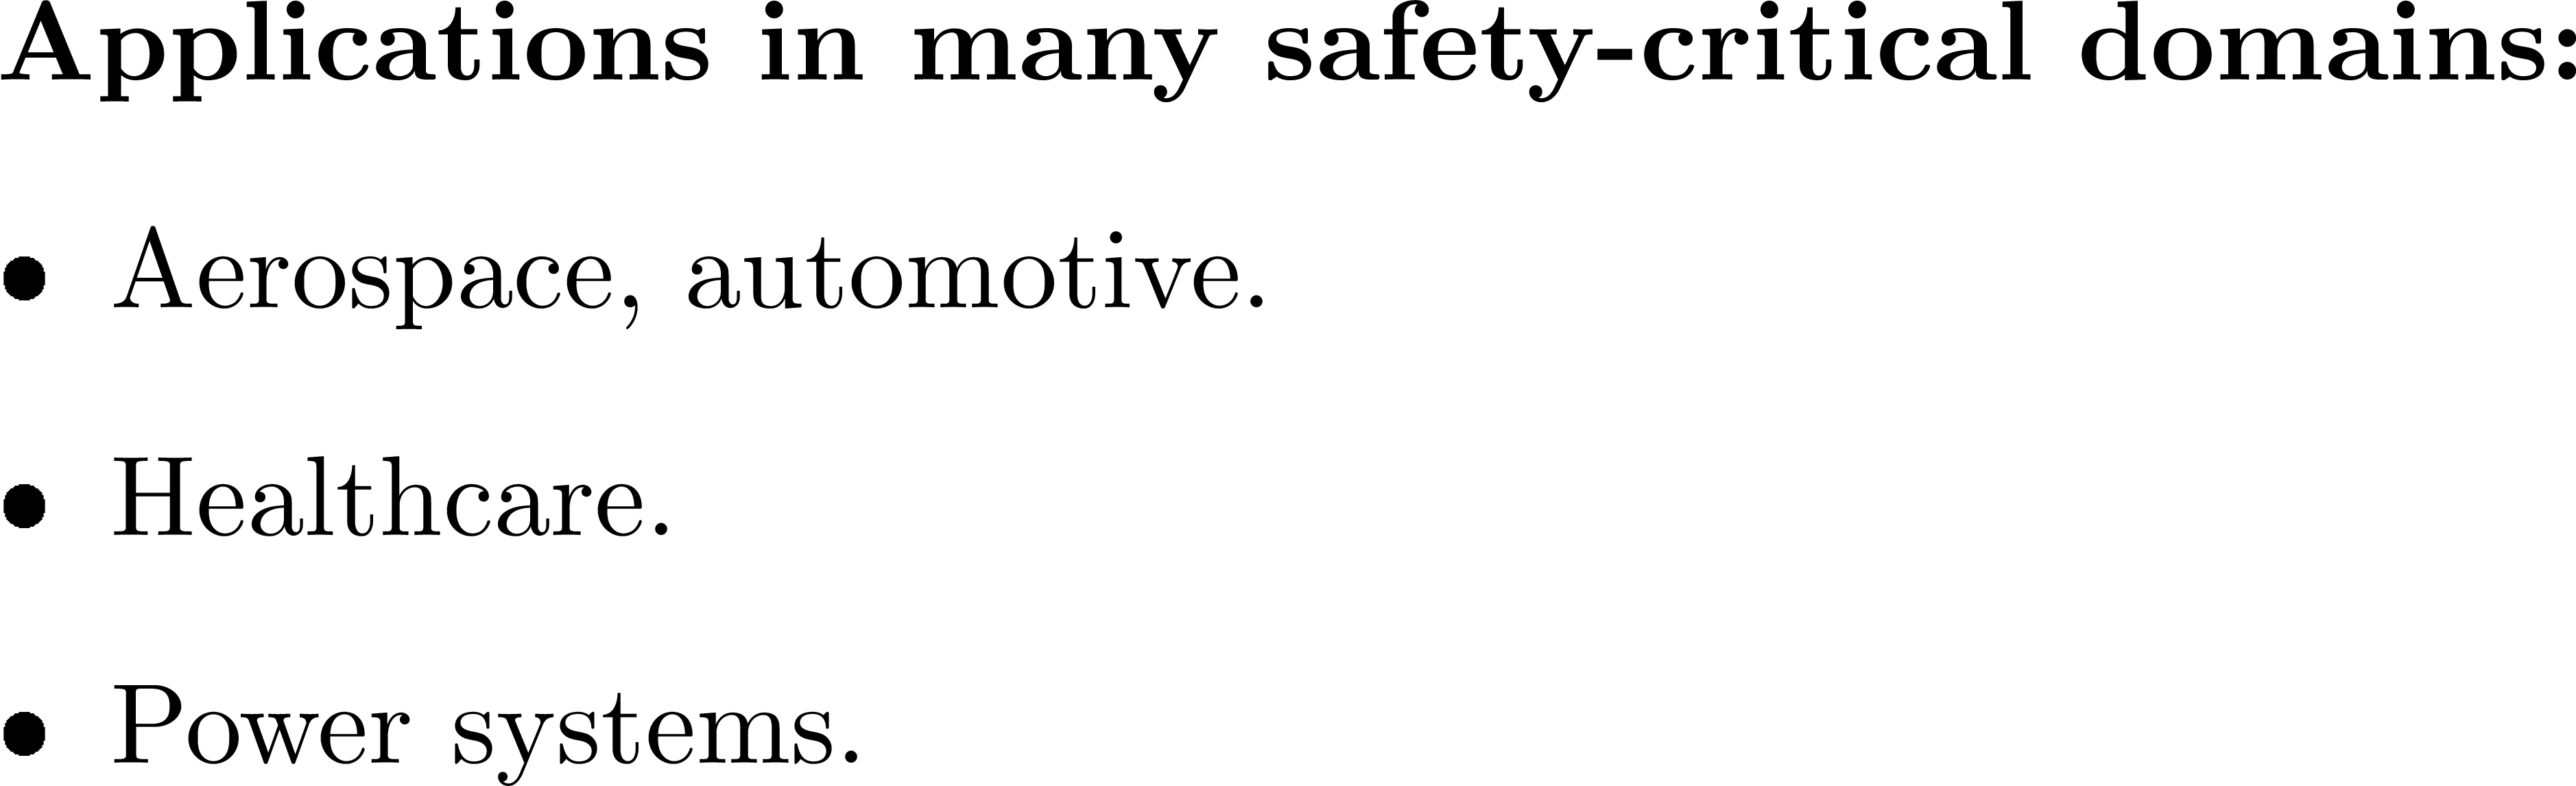 Applications in many safety-critical domains:
• Aerospace, automotive.
• Healthcare.
• Power systems.